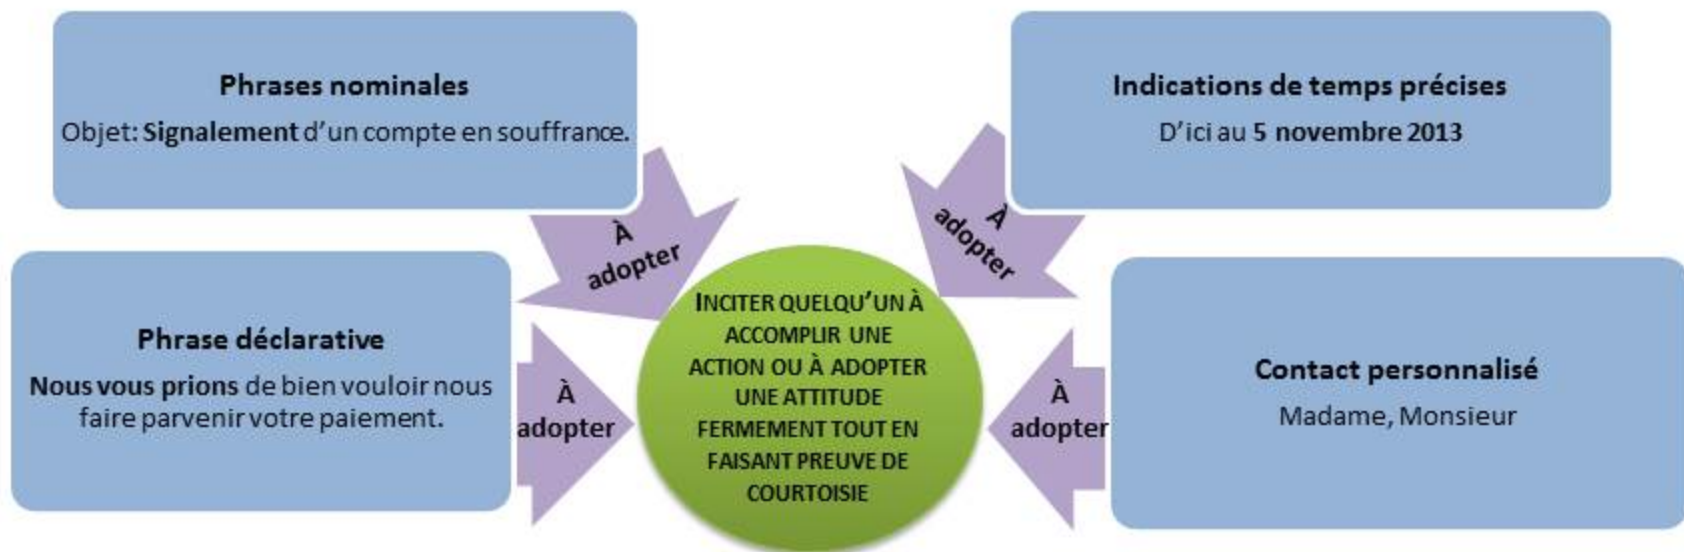 Phrases nominales
Objet: Signalement d'un compte en souffrance.
Indications de temps précises
D'ici au 5 novembre 2013
À
adopter
À
adopter
Phrase déclarative
Nous vous prions de bien vouloir nous
faire parvenir votre paiement.
À
adopter
INCITER QUELQU'UN À
ACCOMPLIR UNE
ACTION OU À ADOPTER
UNE ATTITUDE
FERMEMENT TOUT EN
FAISANT PREUVE DE
COURTOISIE
À
adopter
Contact personnalisé
Madame, Monsieur